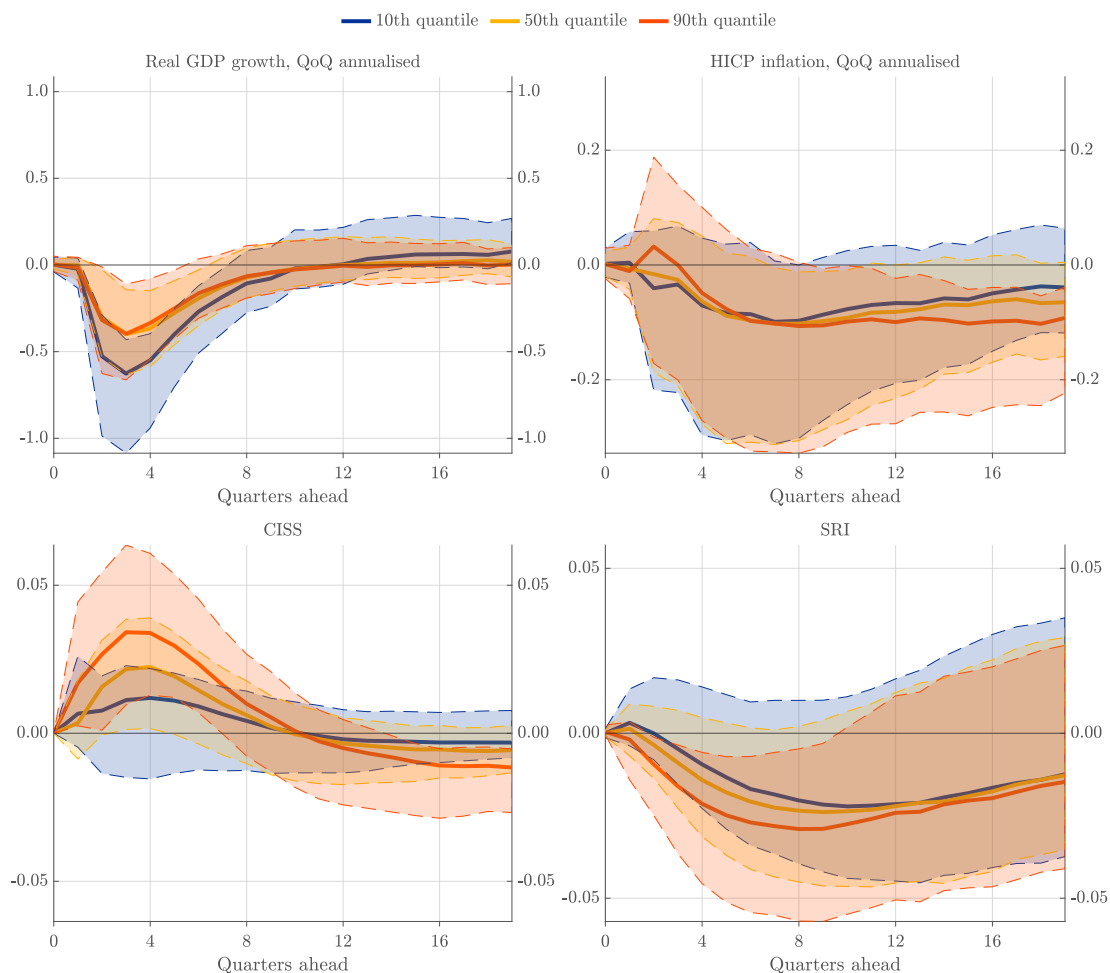 10th quantile 50th quantile 90th quantile
Real GDP growth, QoQ annualised
1.0 1.0
0.5 0.5
0.0 0.0
-0.5 -0.5
-1.0 -1.0
0 4 8 12 16
Quarters ahead
HICP inflation, QoQ annualised
0.2 0.2
0.0 0.0
-0.2 -0.2
0 4 8 12 16
Quarters ahead
CISS
0.05 0.05
0.00 0.00
-0.05 -0.05
0 4 8 12 16
Quarters ahead
SRI
0.05 0.05
0.00 0.00
-0.05 -0.05
0 4 8 12 16
Quarters ahead